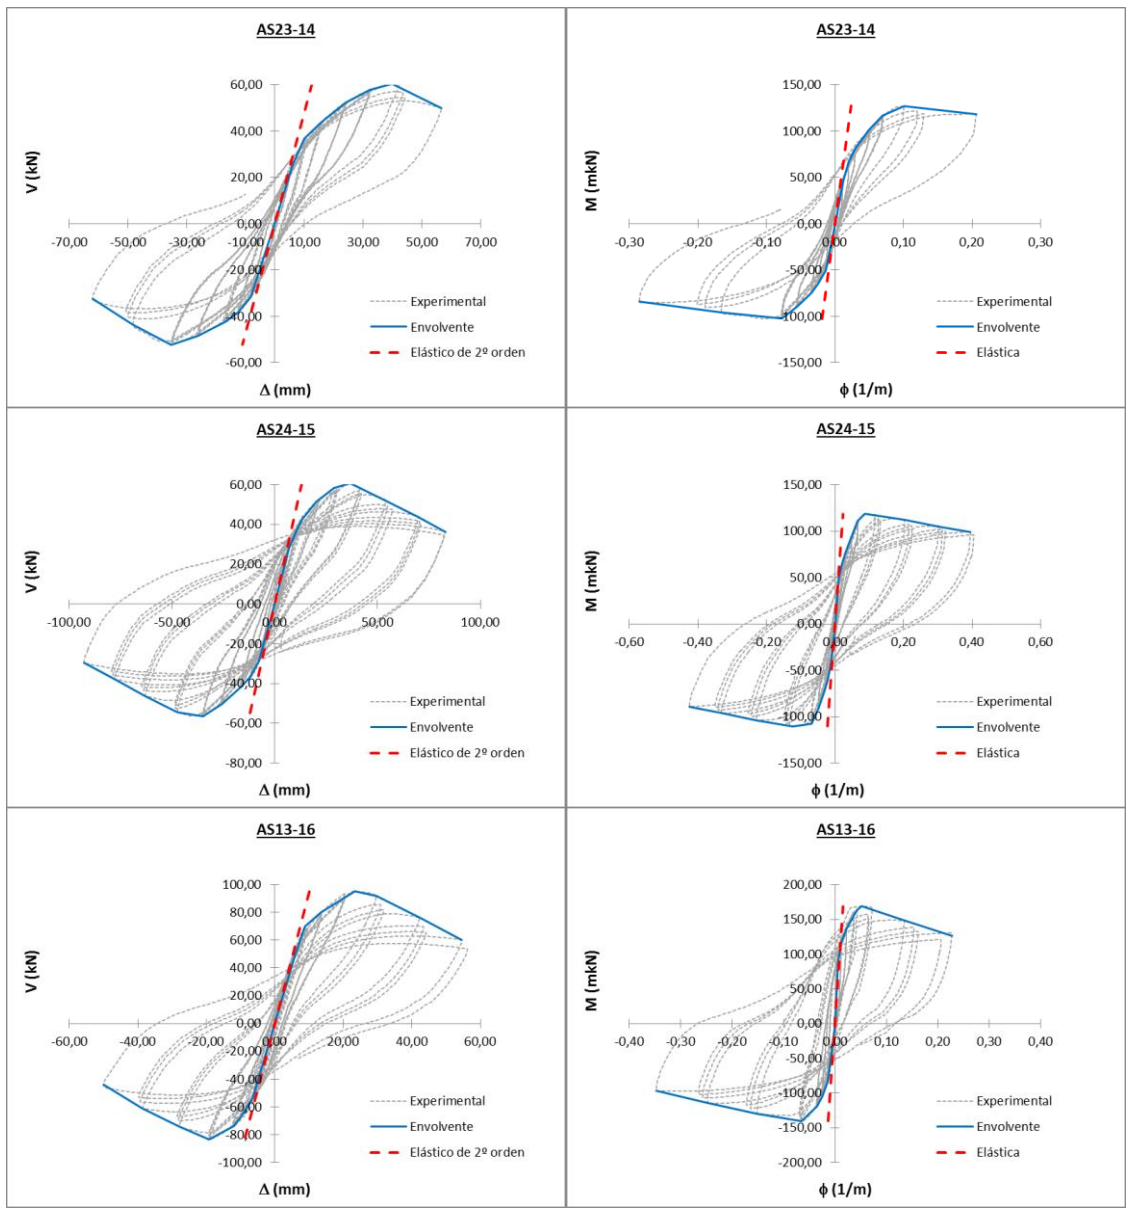 AS23-14
60,00
40,00
20,00
0,00
-20,00
-40,00
-60,00
-70,00 -50,00 -30,00 -10,00 10,00 30,00 50,00 70,00
V (kN)
Δ (mm)
Experimental
Envolvente
Elástico de 2º orden
AS23-14
150,00
100,00
50,00
0,00
-50,00
-100,00
-150,00
-0,30 -0,20 -0,10 0,00 0,10 0,20 0,30
M (mkN)
ϕ (1/m)
Experimental
Envolvente
Elástica
AS24-15
60,00
40,00
20,00
0,00
-20,00
-40,00
-60,00
-80,00
-100,00 -50,00 0,00 50,00 100,00
V (kN)
Δ (mm)
Experimental
Envolvente
Elástico de 2º orden
AS24-15
150,00
100,00
50,00
0,00
-50,00
-100,00
-150,00
-0,60 -0,40 -0,20 0,00 0,20 0,40 0,60
M (mkN)
ϕ (1/m)
Experimental
Envolvente
Elástica
AS13-16
100,00
80,00
60,00
40,00
20,00
0,00
-20,00
-40,00
-60,00
-80,00
-100,00
-60,00 -40,00 -20,00 0,00 20,00 40,00 60,00
V (kN)
Δ (mm)
Experimental
Envolvente
Elástico de 2º orden
AS13-16
200,00
150,00
100,00
50,00
0,00
-50,00
-100,00
-150,00
-200,00
-0,40 -0,30 -0,20 -0,10 0,00 0,10 0,20 0,30 0,40
M (mkN)
ϕ (1/m)
Experimental
Envolvente
Elástica